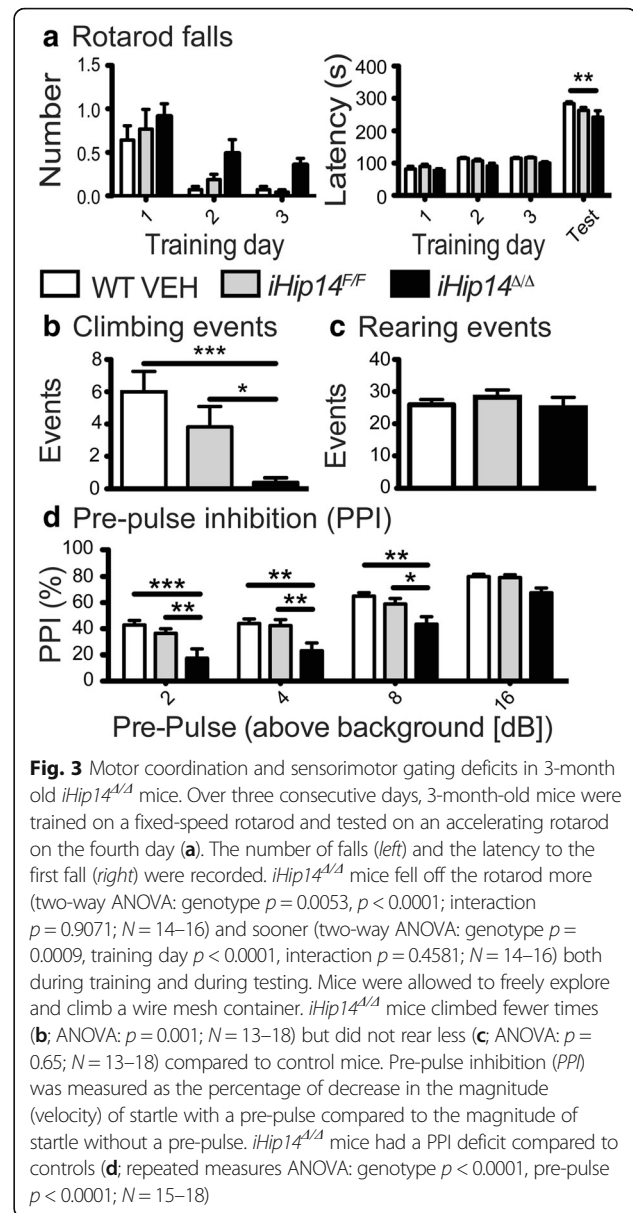 a Rotarod falls
Number
1.5
1.0
0.5
0.0
1
2
3
Training day
Latency (s)
400
300
200
100
0
**
1
2
3
Test
Training day
WT VEH iHip14F/F iHip14Δ/Δ
b Climbing events
Events
8
6
4
2
0
***
*
c Rearing events
Events
40
30
20
10
0
d Pre-pulse inhibition (PPI)
PPI (%)
100
80
60
40
20
0
***
**
**
**
**
*
2
4
8
16
Pre-Pulse (above background [dB])
Fig. 3 Motor coordination and sensorimotor gating deficits in 3-month
old iHip14Δ/Δ mice. Over three consecutive days, 3-month-old mice were
trained on a fixed-speed rotarod and tested on an accelerating rotarod
on the fourth day (a). The number of falls (left) and the latency to the
first fall (right) were recorded. iHip14Δ/Δ mice fell off the rotarod more
(two-way ANOVA: genotype p = 0.0053, p < 0.0001; interaction
p = 0.9071; N = 14–16) and sooner (two-way ANOVA: genotype p =
0.0009, training day p < 0.0001, interaction p = 0.4581; N = 14–16) both
during training and during testing. Mice were allowed to freely explore
and climb a wire mesh container. iHip14Δ/Δ mice climbed fewer times
(b; ANOVA: p = 0.001; N = 13–18) but did not rear less (c; ANOVA: p =
0.65; N = 13–18) compared to control mice. Pre-pulse inhibition (PPI)
was measured as the percentage of decrease in the magnitude
(velocity) of startle with a pre-pulse compared to the magnitude of
startle without a pre-pulse. iHip14Δ/Δ mice had a PPI deficit compared to
controls (d; repeated measures ANOVA: genotype p < 0.0001, pre-pulse
p < 0.0001; N = 15–18)